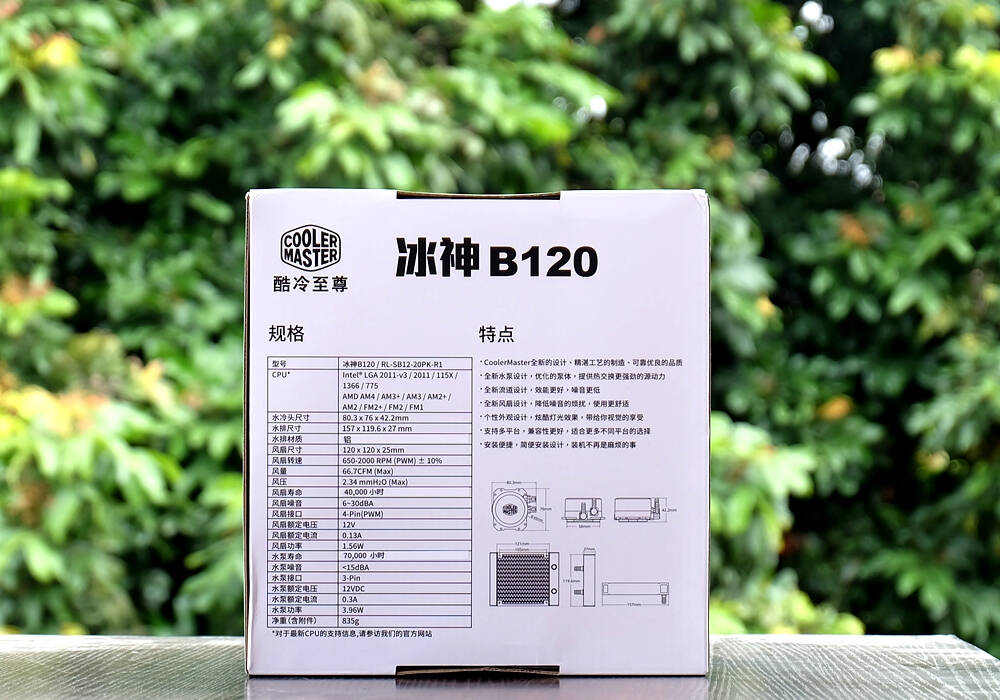 COOLER
MASTER
酷冷至尊
冰神 B120
规格
型号 冰神B120 / RL-SB12-20PK-R1
CPU* Intel® LGA 2011-v3 / 2011 / 115X /
1366 / 775
AMD AM4 / AM3+ / AM3 / AM2+ /
AM2 / FM2+ / FM2 / FM1
水冷头尺寸 80.3 x 76 x 42.2mm
水排尺寸 157 x 119.6 x 27 mm
水排材质 铝
风扇尺寸 120 x 120 x 25mm
风扇转速 650-2000 RPM (PWM) ± 10%
风量 66.7CFM (Max)
风压 2.34 mmH₂O (Max)
风扇寿命 40,000 小时
风扇噪音 6~30dBA
风扇接口 4-Pin(PWM)
风扇额定电压 12V
风扇额定电流 0.13A
风扇功率 1.56W
水泵寿命 70,000 小时
水泵噪音 <15dBA
水泵接口 3-Pin
水泵额定电压 12VDC
水泵额定电流 0.3A
水泵功率 3.96W
净重(含附件) 835g
*对于最新CPU的支持信息,请参访我们的官方网站
特点
·CoolerMaster全新的设计、精湛工艺的制造、可靠优良的品质
·全新水泵设计，优化的泵体，提供热交换更强劲的源动力
·全新流道设计，效能更好，噪音更低
·全新风扇设计，降低噪音的烦扰，使用更舒适
·个性外观设计，炫酷灯光效果，带给你视觉的享受
·支持多平台，兼容性更好，适合更多不同平台的选择
·安装便捷，简便安装设计，装机不再是麻烦的事
80.3mm
76mm
58mm
42.2mm
121mm
105mm
27mm
119.6mm
157mm